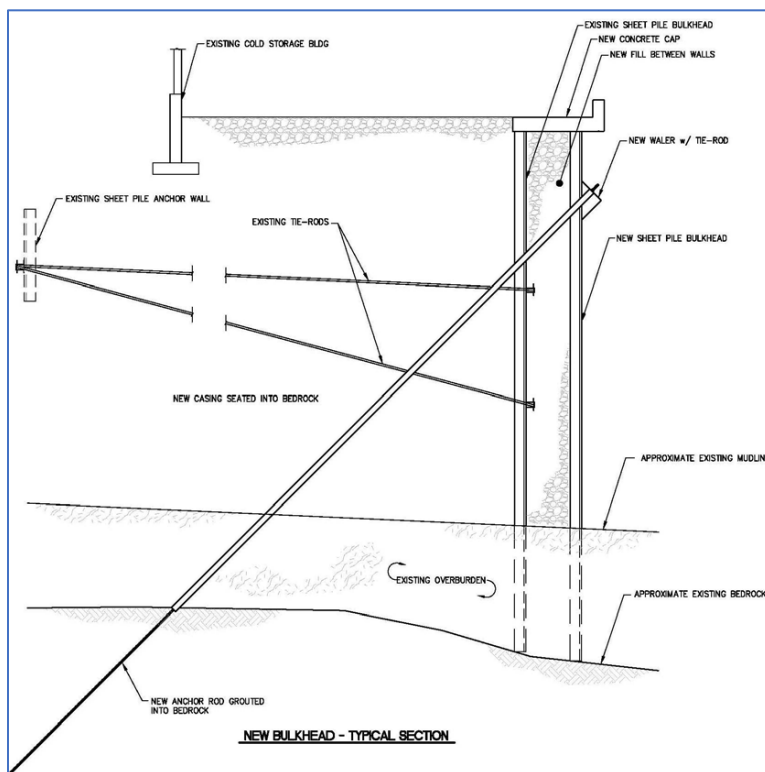 EXISTING SHEET PILE BULKHEAD
NEW CONCRETE CAP
NEW FILL BETWEEN WALLS
EXISTING COLD STORAGE BLDG
NEW WALER w/ TIE-ROD
EXISTING SHEET PILE ANCHOR WALL
EXISTING TIE-RODS
NEW SHEET PILE BULKHEAD
NEW CASING SEATED INTO BEDROCK
APPROXIMATE EXISTING MUDLIN
EXISTING OVERBURDEN
APPROXIMATE EXISTING BEDROCK
NEW ANCHOR ROD GROUTED
INTO BEDROCK
NEW BULKHEAD - TYPICAL SECTION